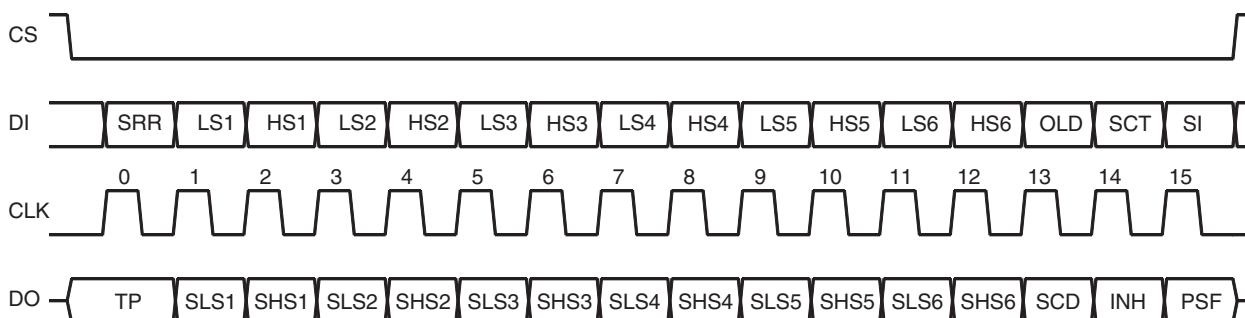 CS
DI SRR LS1 HS1 LS2 HS2 LS3 HS3 LS4 HS4 LS5 HS5 LS6 HS6 OLD SCT SI
0 1 2 3 4 5 6 7 8 9 10 11 12 13 14 15
CLK
DO TP SLS1 SHS1 SLS2 SHS2 SLS3 SHS3 SLS4 SHS4 SLS5 SHS5 SLS6 SHS6 SCD INH PSF